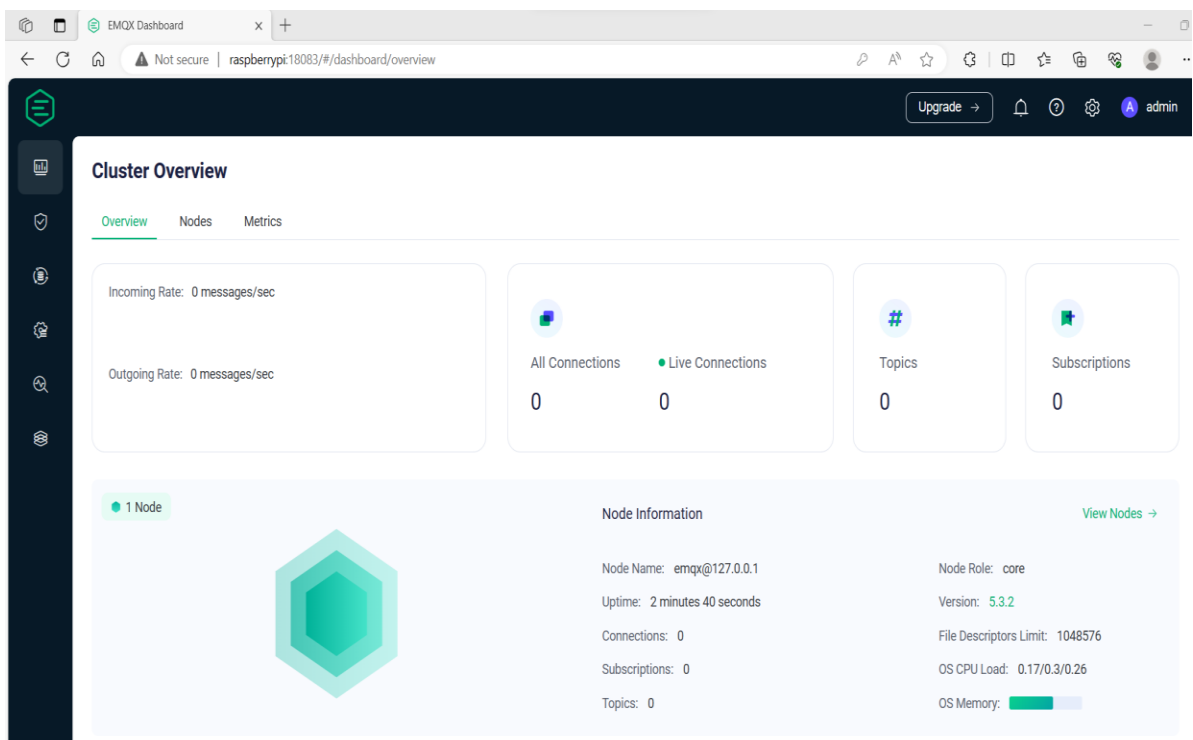 EMQX Dashboard
Not secure | raspberrypi:18083/#/dashboard/overview
Upgrade →
A admin
Cluster Overview
Overview Nodes Metrics
Incoming Rate: 0 messages/sec
Outgoing Rate: 0 messages/sec
All Connections
0
Live Connections
0
#
Topics
0
Subscriptions
0
1 Node
Node Information
View Nodes →
Node Name: emqx@127.0.0.1
Uptime: 2 minutes 40 seconds
Connections: 0
Subscriptions: 0
Topics: 0
Node Role: core
Version: 5.3.2
File Descriptors Limit: 1048576
OS CPU Load: 0.17/0.3/0.26
OS Memory: